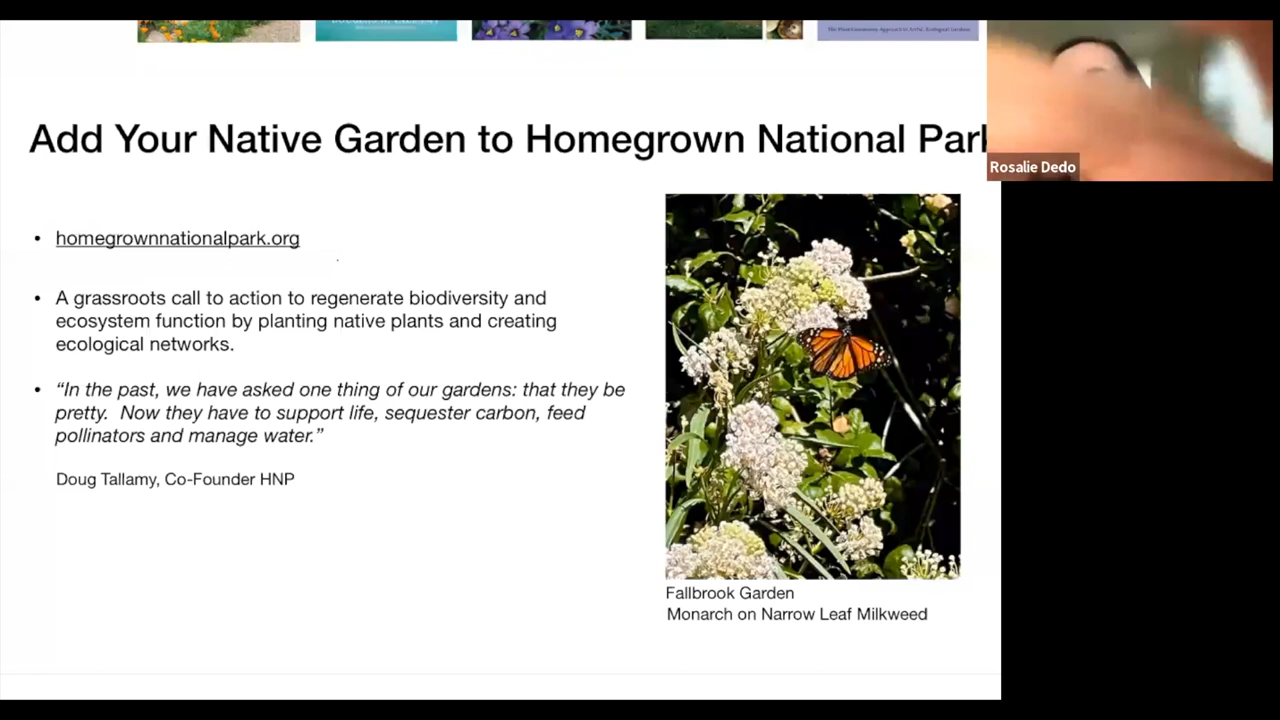 Add Your Native Garden to Homegrown National Park
Rosalie Dedo
• homegrownnationalpark.org
• A grassroots call to action to regenerate biodiversity and
ecosystem function by planting native plants and creating
ecological networks.
• “In the past, we have asked one thing of our gardens: that they be
pretty. Now they have to support life, sequester carbon, feed
pollinators and manage water.”
Doug Tallamy, Co-Founder HNP
Fallbrook Garden
Monarch on Narrow Leaf Milkweed